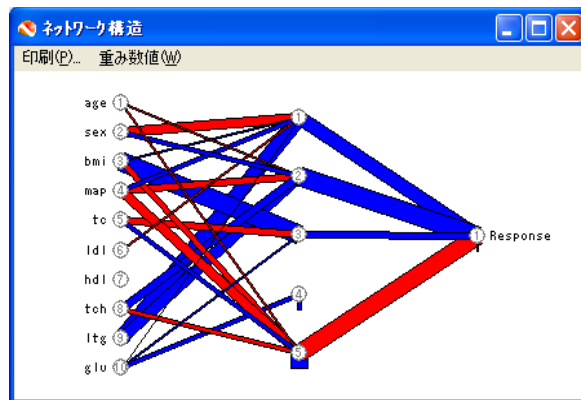 ネットワーク構造
印刷(P)... 重み数値(W)
age 1
sex 2
bmi 3
map 4
tc 5
ldl 6
hdl 7
tch 8
ltg 9
glu 10
1
2
3
4
5
1 Response